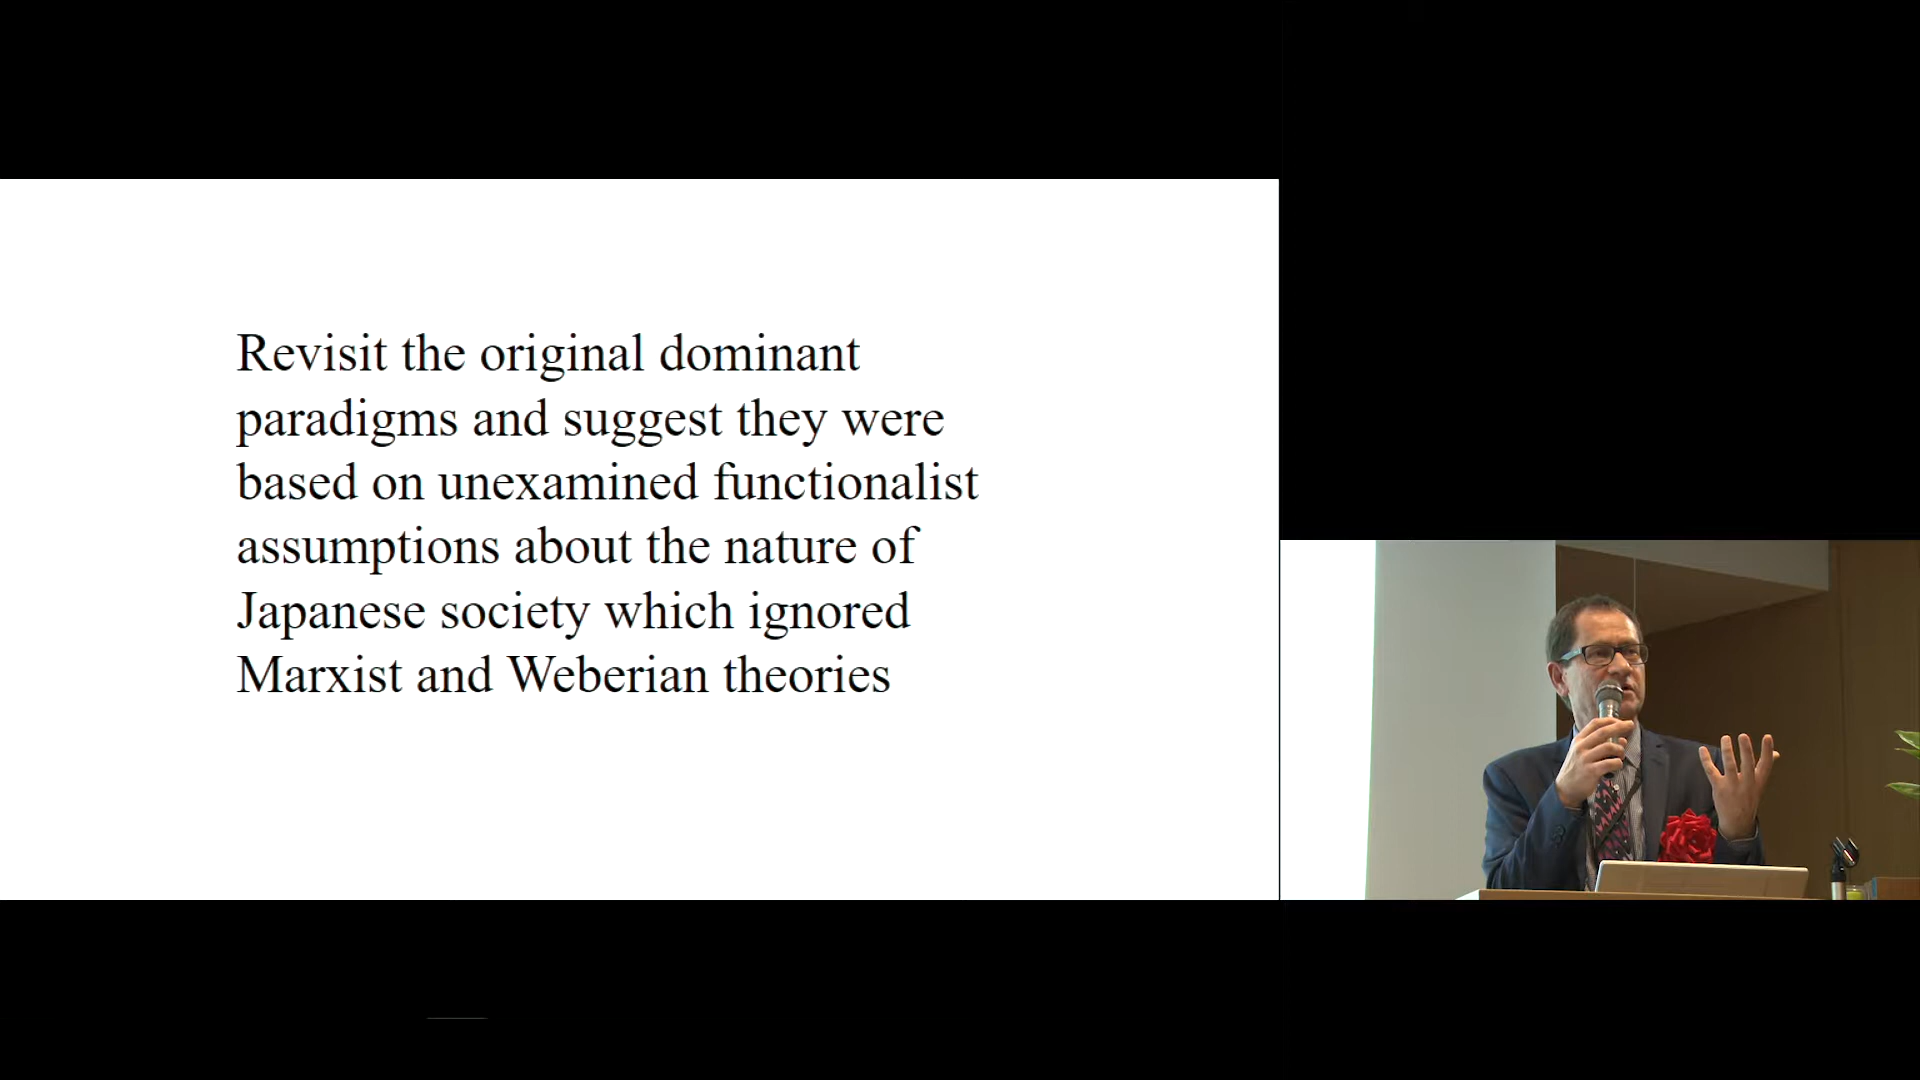 Revisit the original dominant
paradigms and suggest they were
based on unexamined functionalist
assumptions about the nature of
Japanese society which ignored
Marxist and Weberian theories